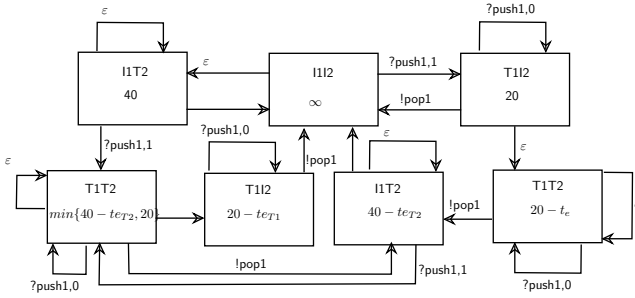 ε
?push1,0
I1T2
40
ε
I1I2
∞
?push1,1
!pop1
T1I2
20
?push1,1
?push1,0
!pop1
ε
ε
ε
T1T2
min{40 − te_{T2}, 20}
T1I2
20 − te_{T1}
I1T2
40 − te_{T2}
!pop1
T1T2
20 − t_e
?push1,0
!pop1
?push1,1
?push1,0